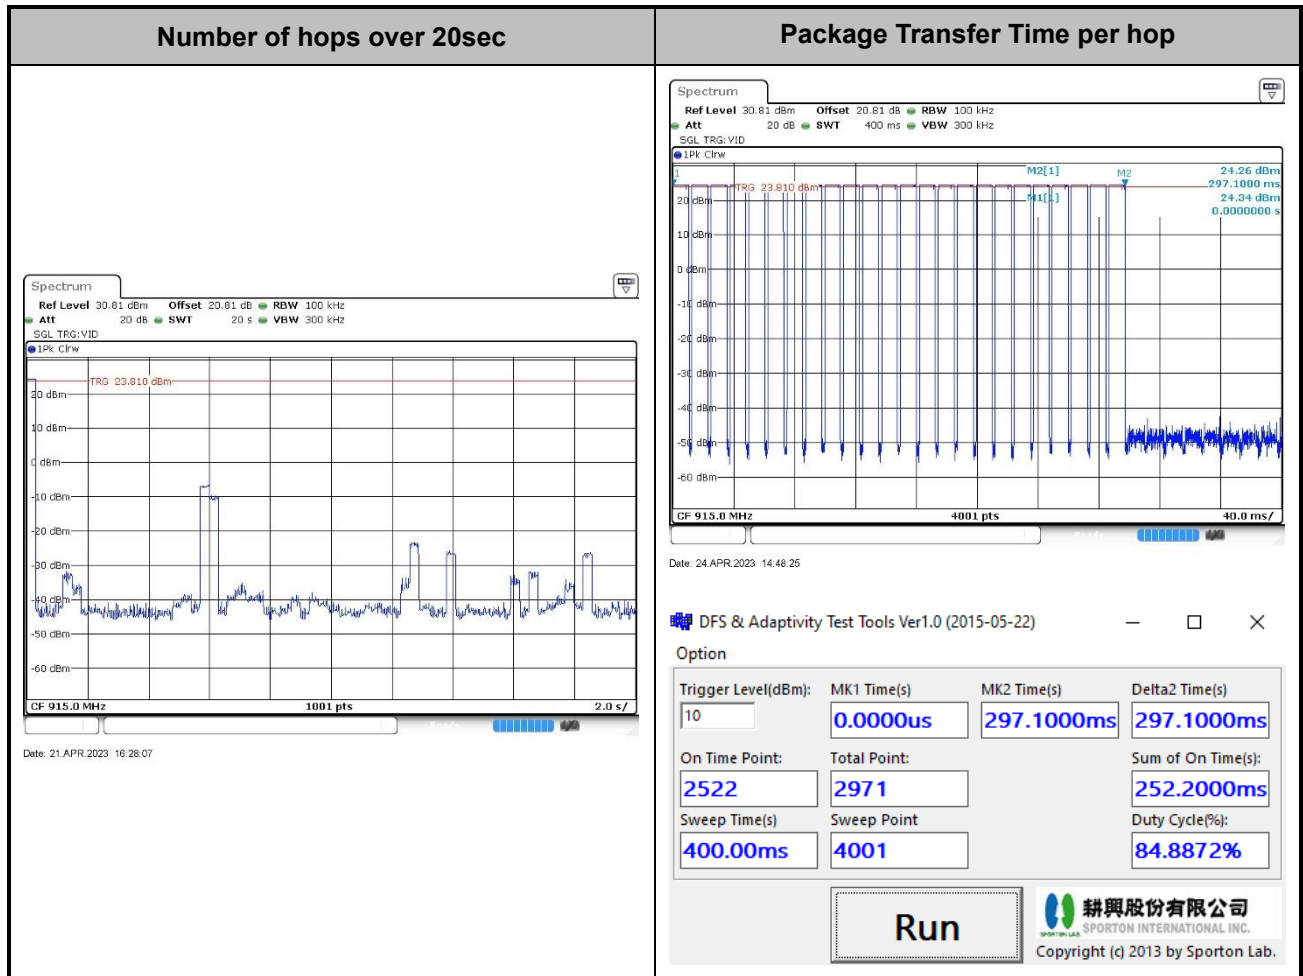 Number of hops over 20sec
Package Transfer Time per hop
Spectrum
Ref Level 30.81 dBm Offset 20.81 dB RBW 100 kHz
Att 20 dB SWT 20 s VBW 300 kHz
SGL TRG:VID
1Pk Clrw
TRG 23.810 dBm
20 dBm
10 dBm
0 dBm
-10 dBm
-20 dBm
-30 dBm
-40 dBm
-50 dBm
-60 dBm
CF 915.0 MHz 1001 pts 2.0 s/
Date: 21.APR.2023 16:28:07
Spectrum
Ref Level 30.81 dBm Offset 20.81 dB RBW 100 kHz
Att 20 dB SWT 400 ms VBW 300 kHz
SGL TRG:VID
1Pk Clrw
M2[1] 24.26 dBm
297.1000 ms
M1[1] 24.34 dBm
0.0000000 s
1
M2
TRG 23.810 dBm
20 dBm
10 dBm
0 dBm
-10 dBm
-20 dBm
-30 dBm
-40 dBm
-50 dBm
-60 dBm
CF 915.0 MHz 4001 pts 40.0 ms/
Date: 24.APR.2023 14:48:25
DFS & Adaptivity Test Tools Ver1.0 (2015-05-22)
Option
Trigger Level(dBm): MK1 Time(s) MK2 Time(s) Delta2 Time(s)
10 0.0000us 297.1000ms 297.1000ms
On Time Point: Total Point: Sum of On Time(s):
2522 2971 252.2000ms
Sweep Time(s) Sweep Point Duty Cycle(%):
400.00ms 4001 84.8872%
Run
耕興股份有限公司
SPORTON LAB. SPORTON INTERNATIONAL INC.
Copyright (c) 2013 by Sporton Lab.